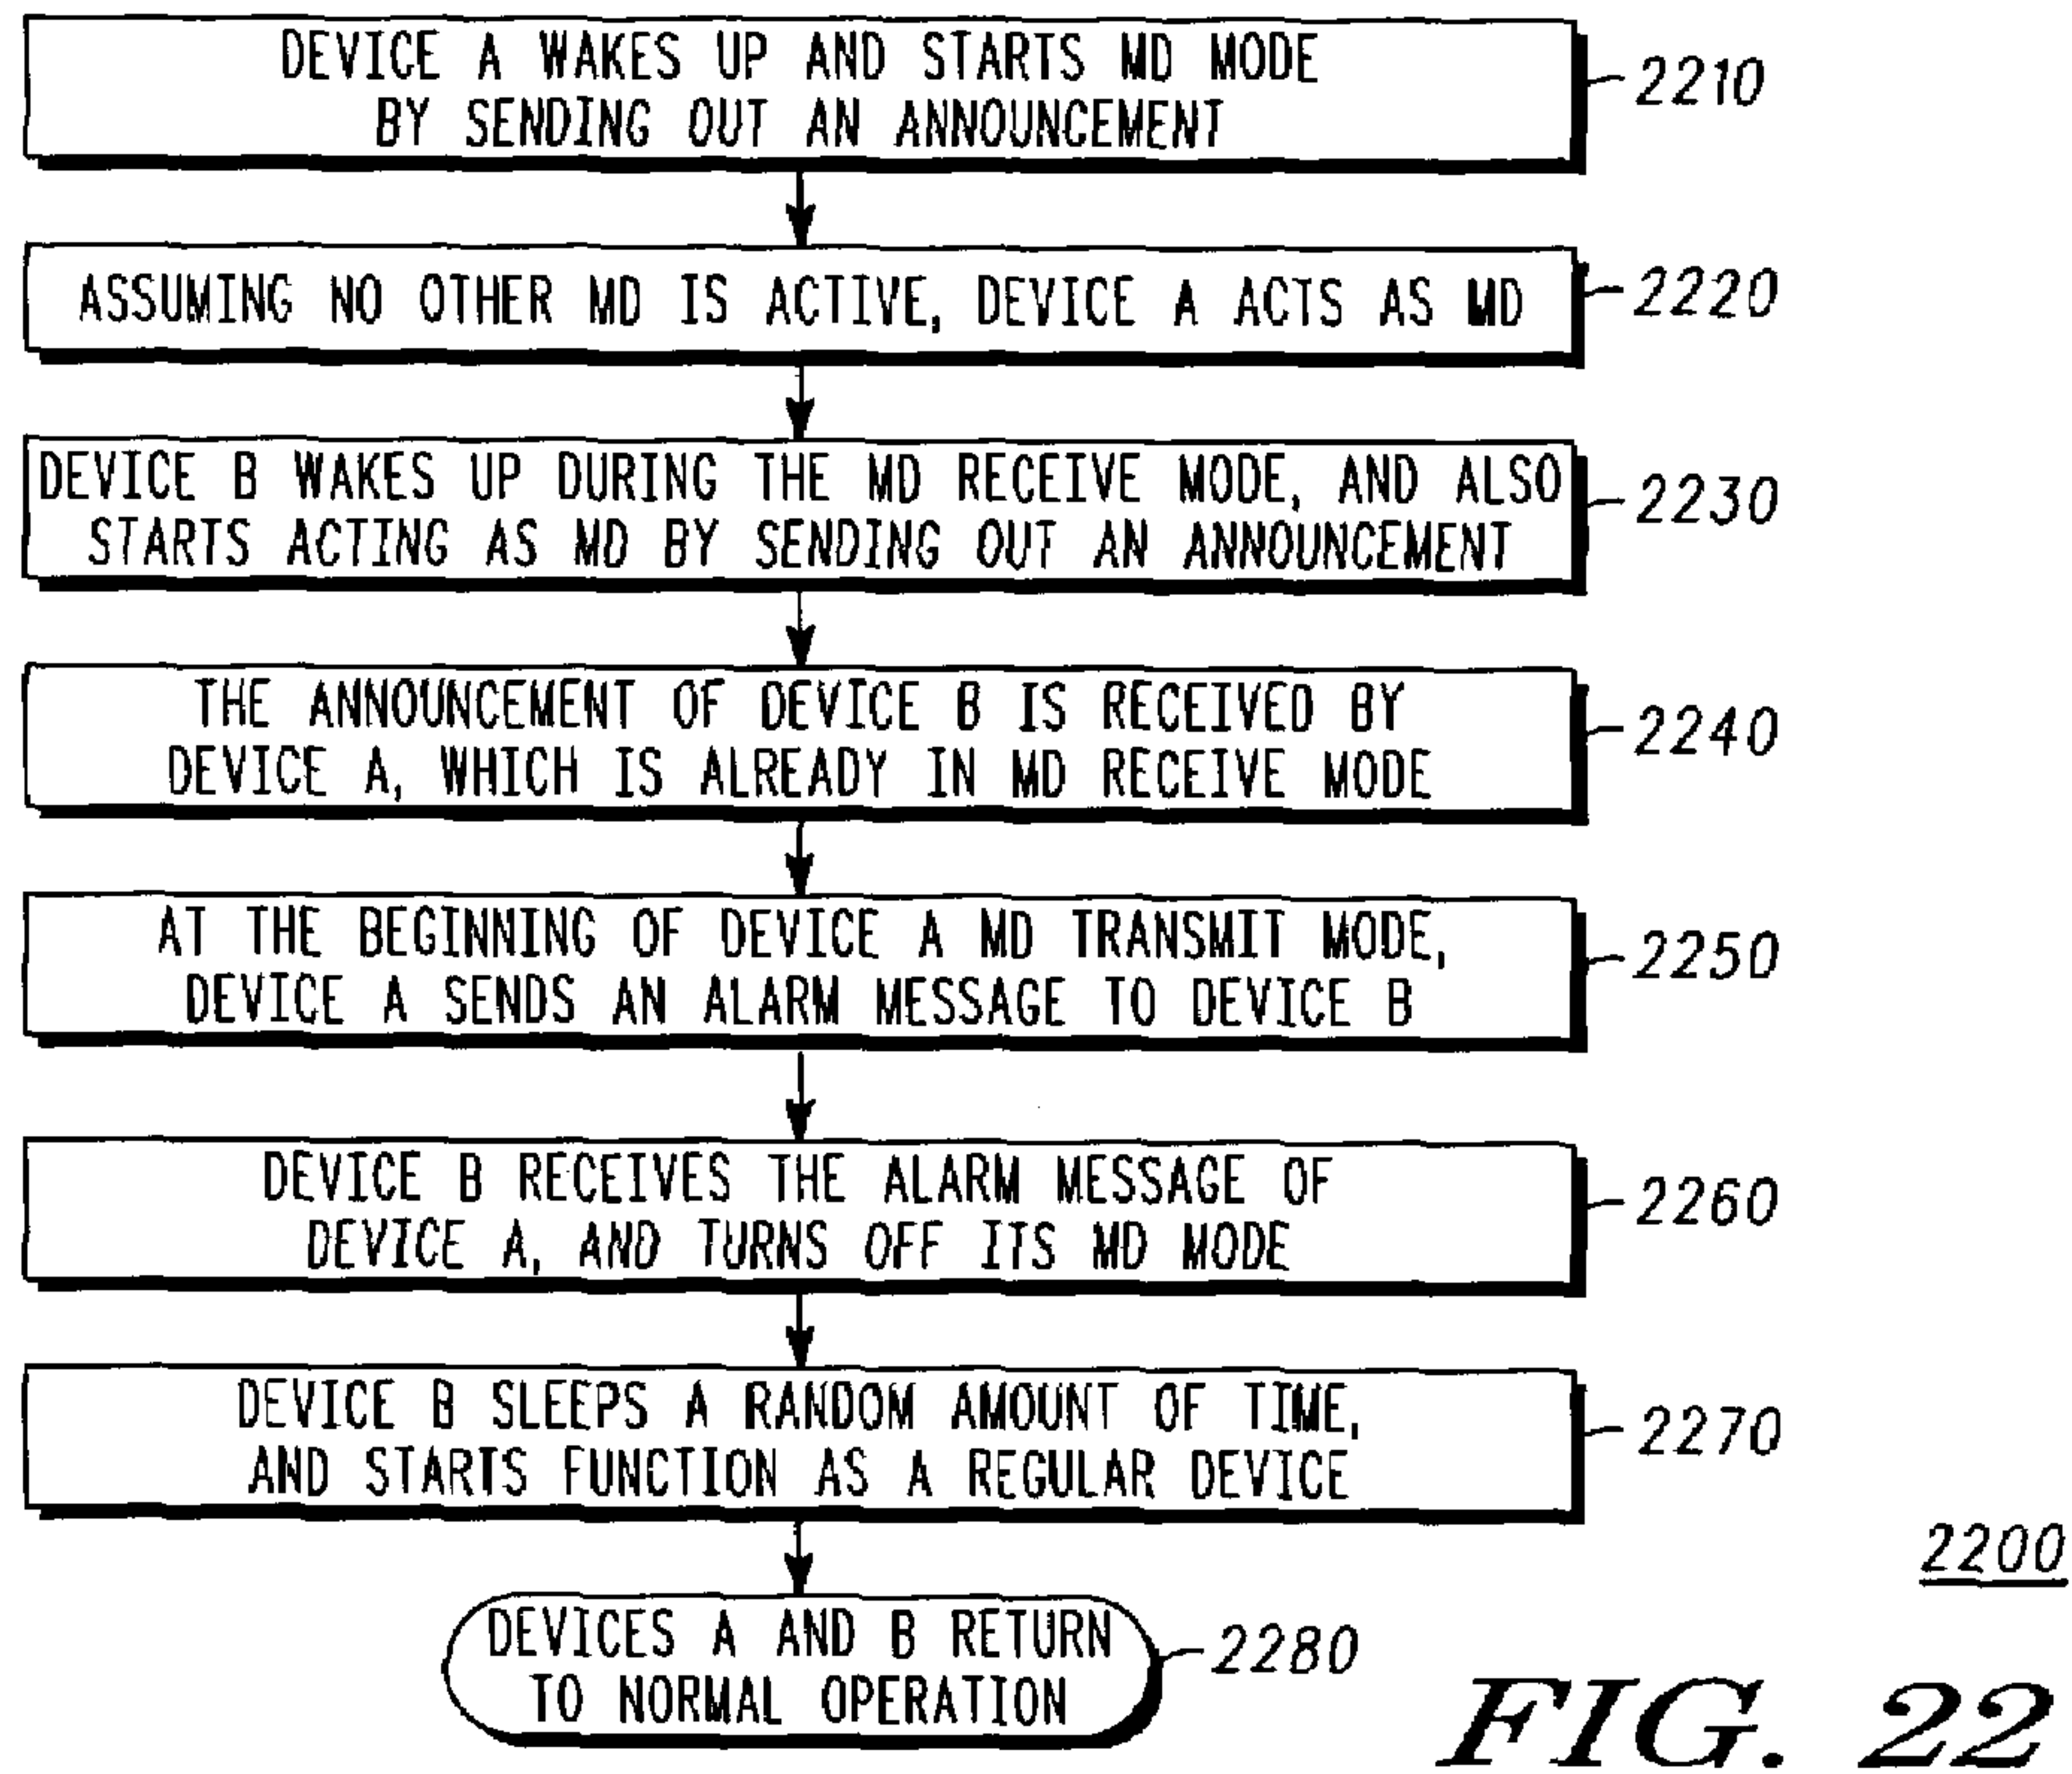 DEVICE A WAKES UP AND STARTS MD MODE
BY SENDING OUT AN ANNOUNCEMENT
2210
ASSUMING NO OTHER MD IS ACTIVE, DEVICE A ACTS AS MD
2220
DEVICE B WAKES UP DURING THE MD RECEIVE MODE, AND ALSO
STARTS ACTING AS MD BY SENDING OUT AN ANNOUNCEMENT
2230
THE ANNOUNCEMENT OF DEVICE B IS RECEIVED BY
DEVICE A, WHICH IS ALREADY IN MD RECEIVE MODE
2240
AT THE BEGINNING OF DEVICE A MD TRANSMIT MODE,
DEVICE A SENDS AN ALARM MESSAGE TO DEVICE B
2250
DEVICE B RECEIVES THE ALARM MESSAGE OF
DEVICE A, AND TURNS OFF ITS MD MODE
2260
DEVICE B SLEEPS A RANDOM AMOUNT OF TIME,
AND STARTS FUNCTION AS A REGULAR DEVICE
2270
DEVICES A AND B RETURN
TO NORMAL OPERATION
2280
2200
FIG. 22